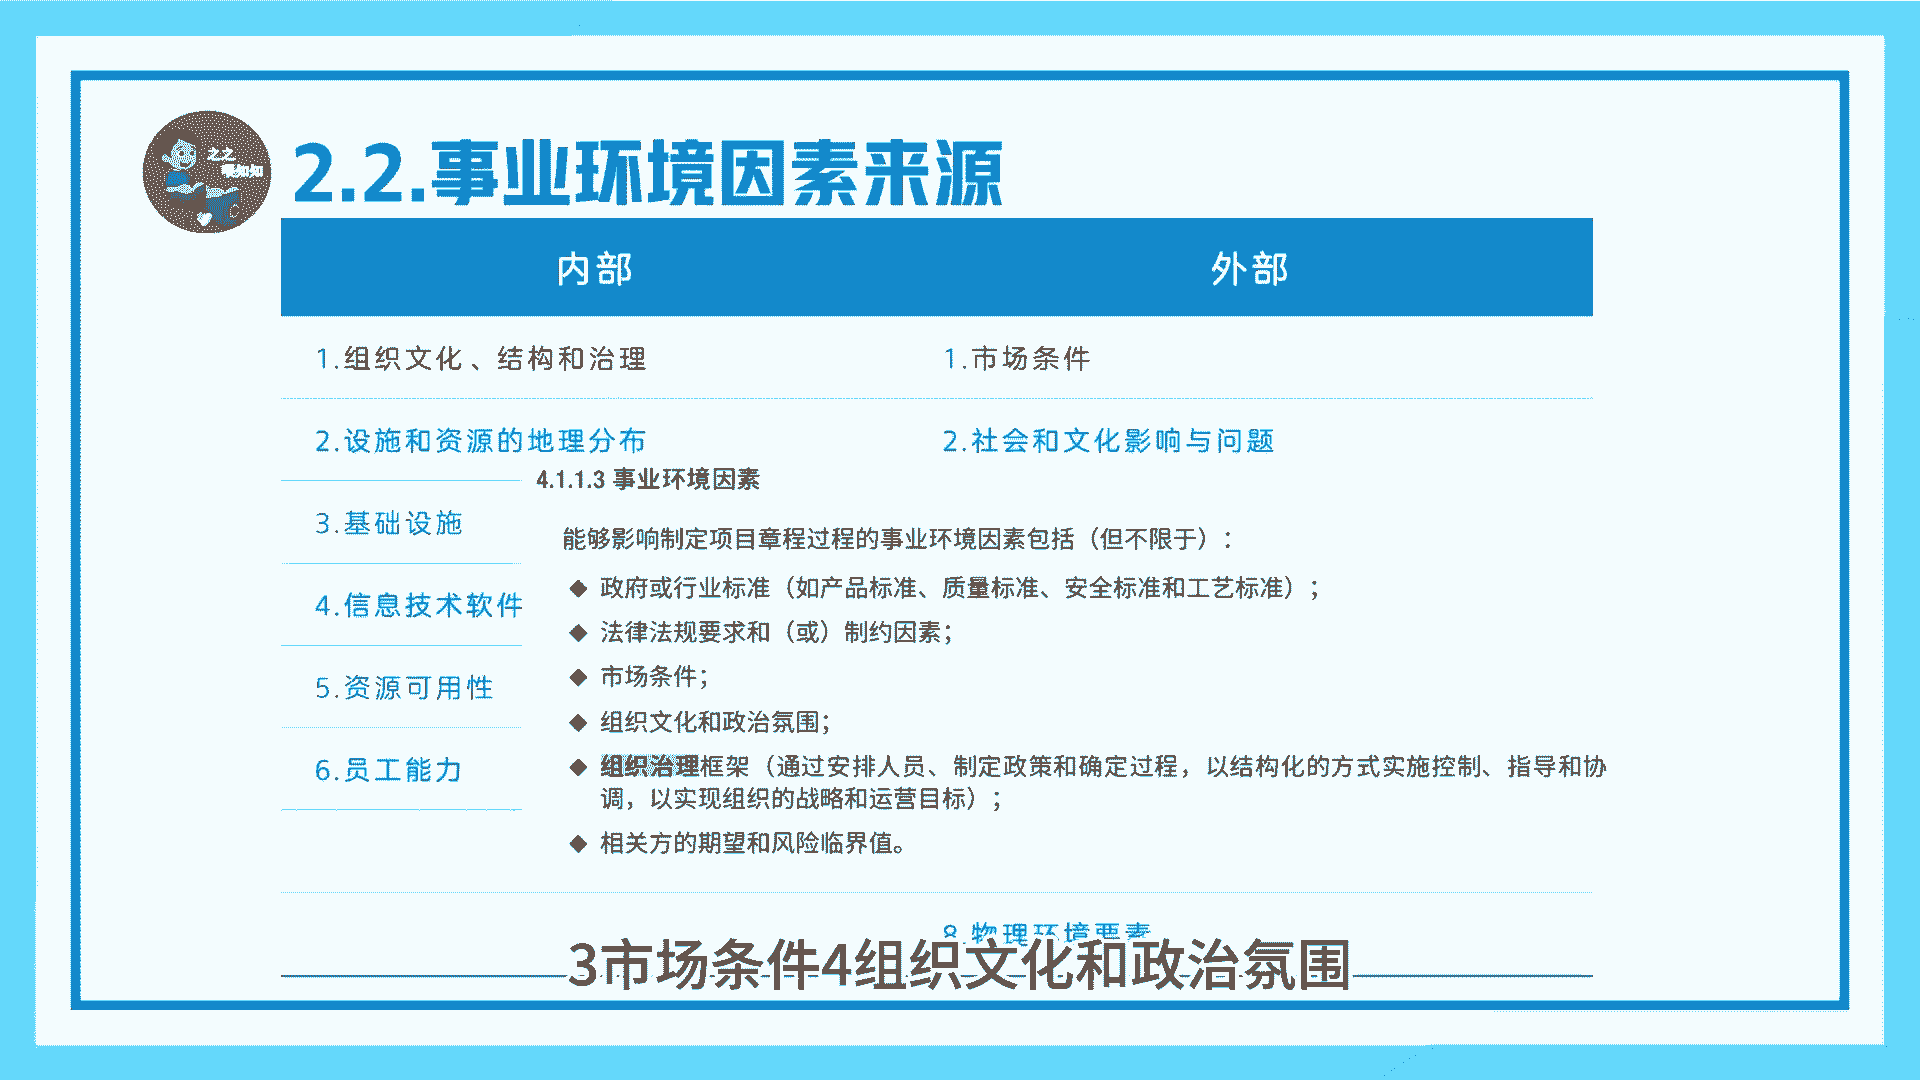 2.2.事业环境因素来源
内部 外部
1.组织文化、结构和治理 1.市场条件
2.设施和资源的地理分布 2.社会和文化影响与问题
4.1.1.3 事业环境因素
3.基础设施
能够影响制定项目章程过程的事业环境因素包括（但不限于）：
◆ 政府或行业标准（如产品标准、质量标准、安全标准和工艺标准）；
4.信息技术软件
◆ 法律法规要求和（或）制约因素；
◆ 市场条件；
5.资源可用性
◆ 组织文化和政治氛围；
6.员工能力
◆ 组织治理框架（通过安排人员、制定政策和确定过程，以结构化的方式实施控制、指导和协
调，以实现组织的战略和运营目标）；
◆ 相关方的期望和风险临界值。
8.物理环境要素
3市场条件4组织文化和政治氛围